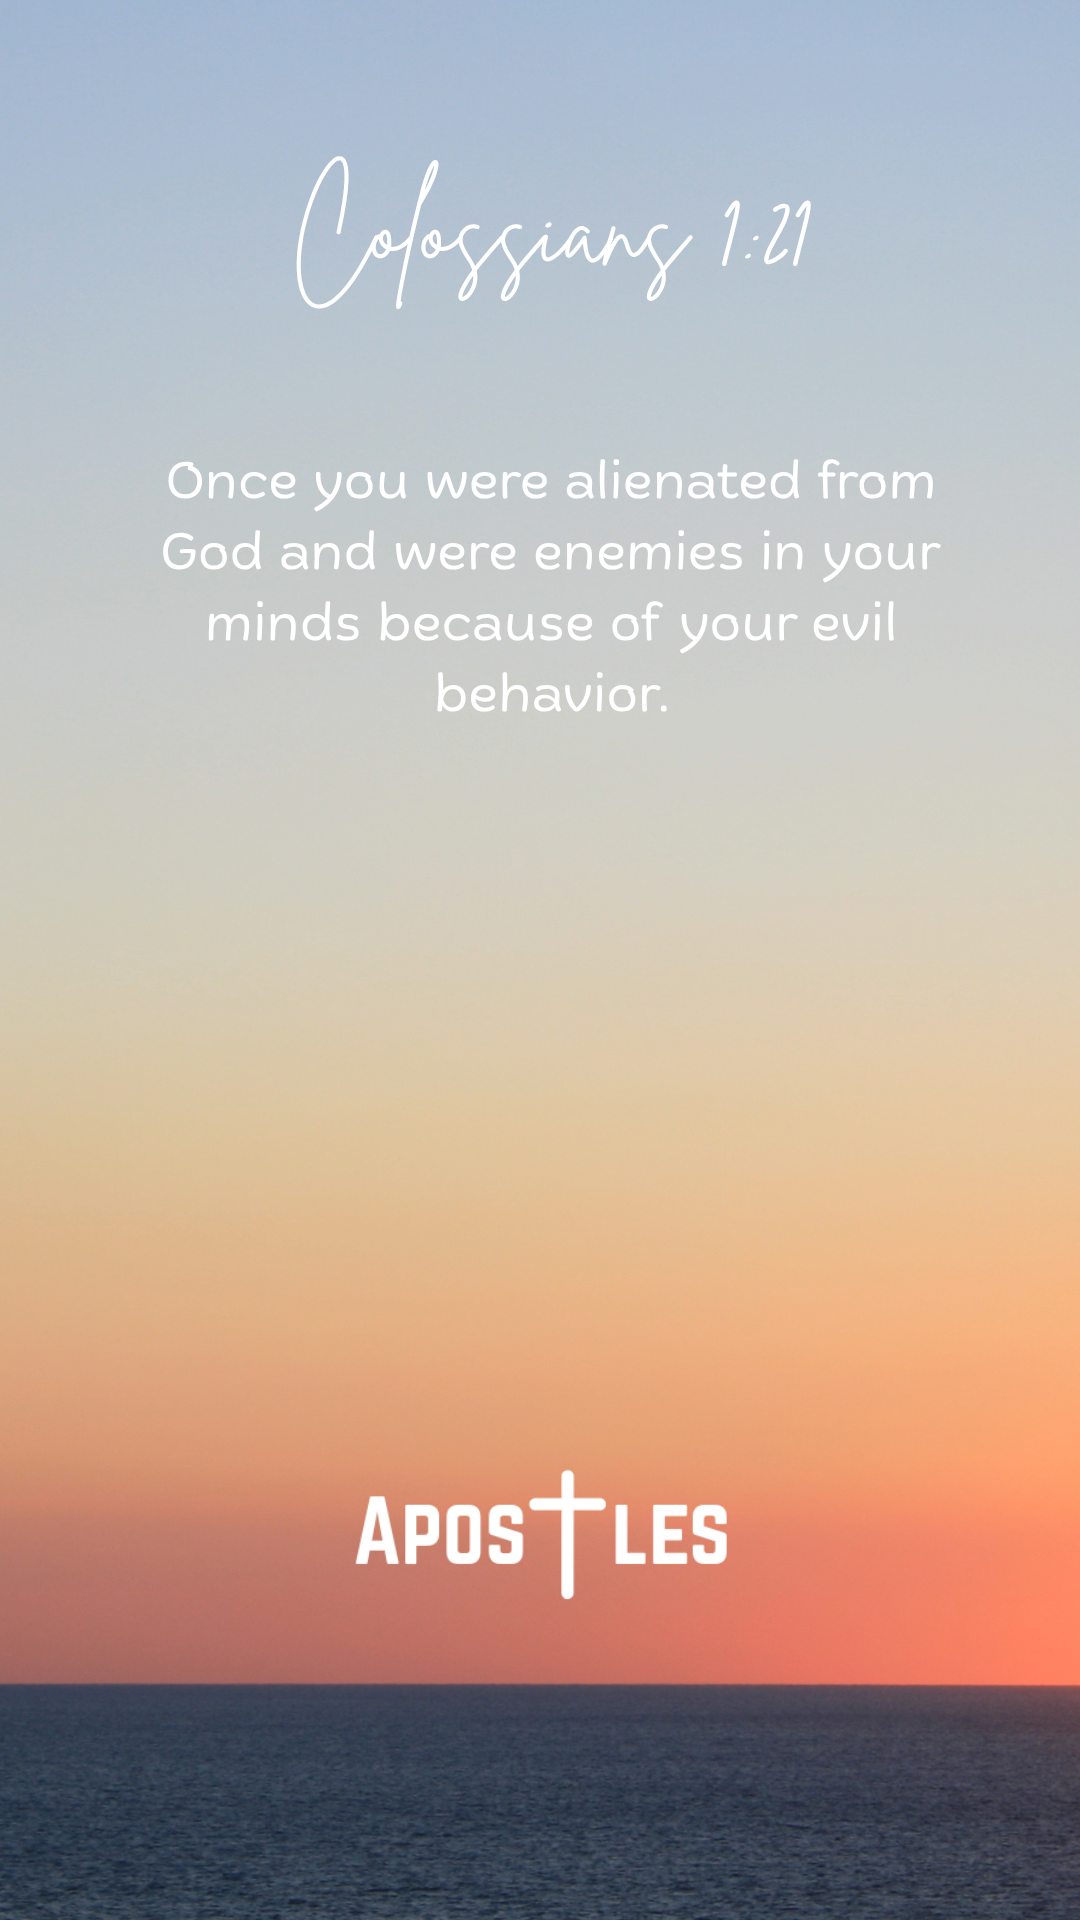 Colossians 1:21
Once you were alienated from
God and were enemies in your
minds because of your evil
behavior.
APOSTLES